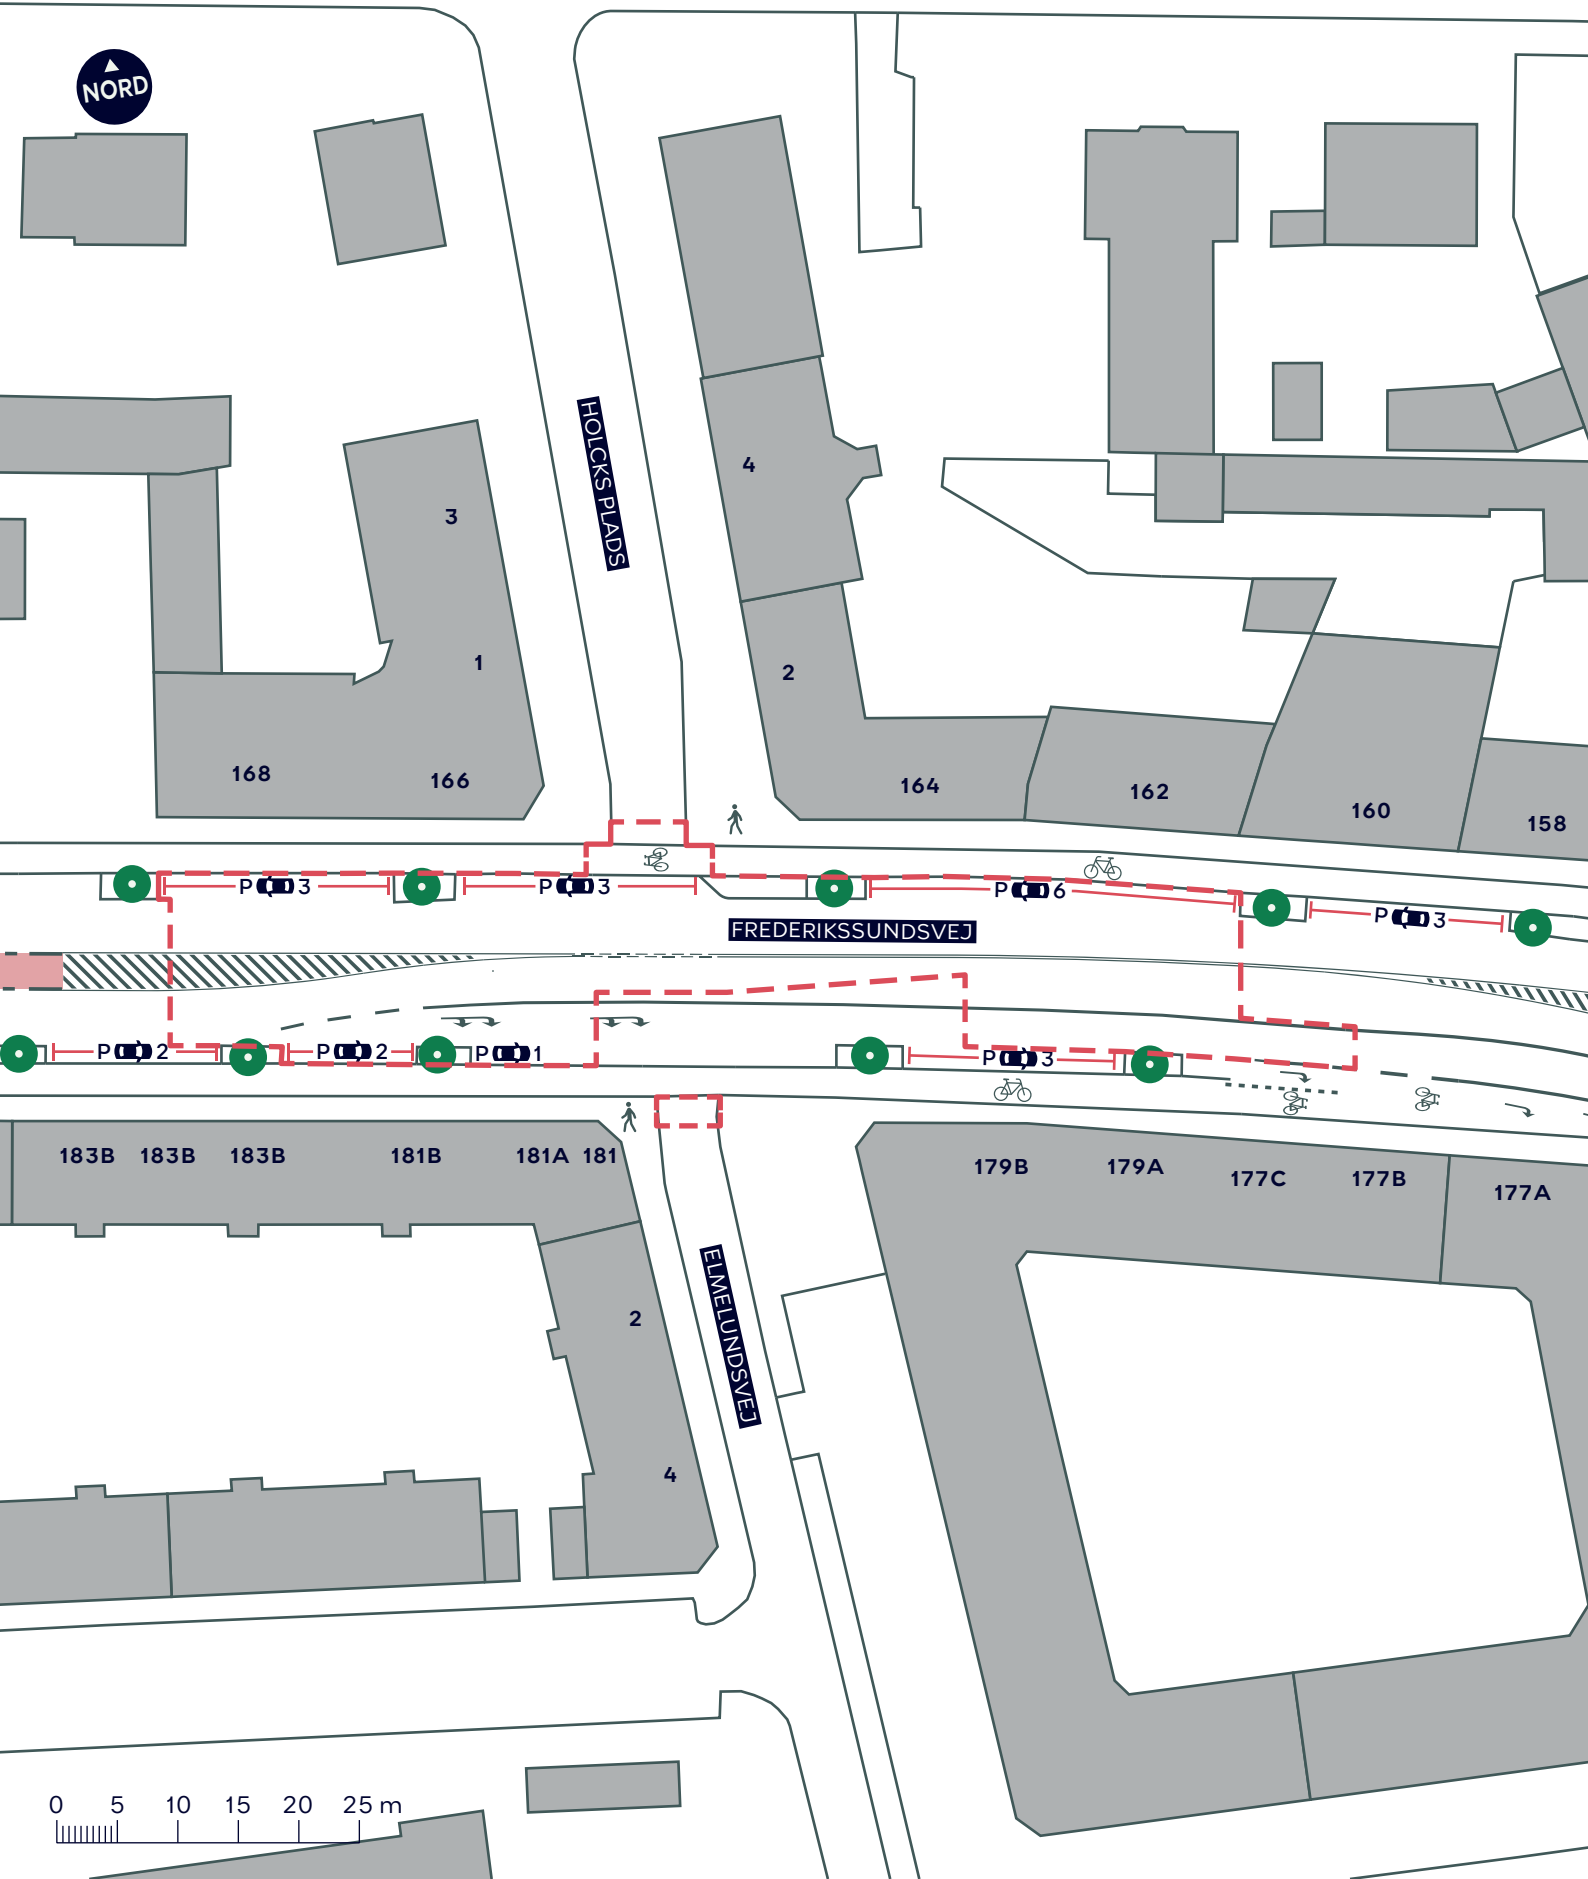 NORD
HOLCKS PLADS
4
3
1
2
168
166
164
162
160
158
P 3
P 3
P 6
P 3
FREDERIKSSUNDSVEJ
P 2
P 2
P 1
P 3
183B
183B
183B
181B
181A
181
179B
179A
177C
177B
177A
ELMELUNDSVEJ
2
4
0 5 10 15 20 25 m